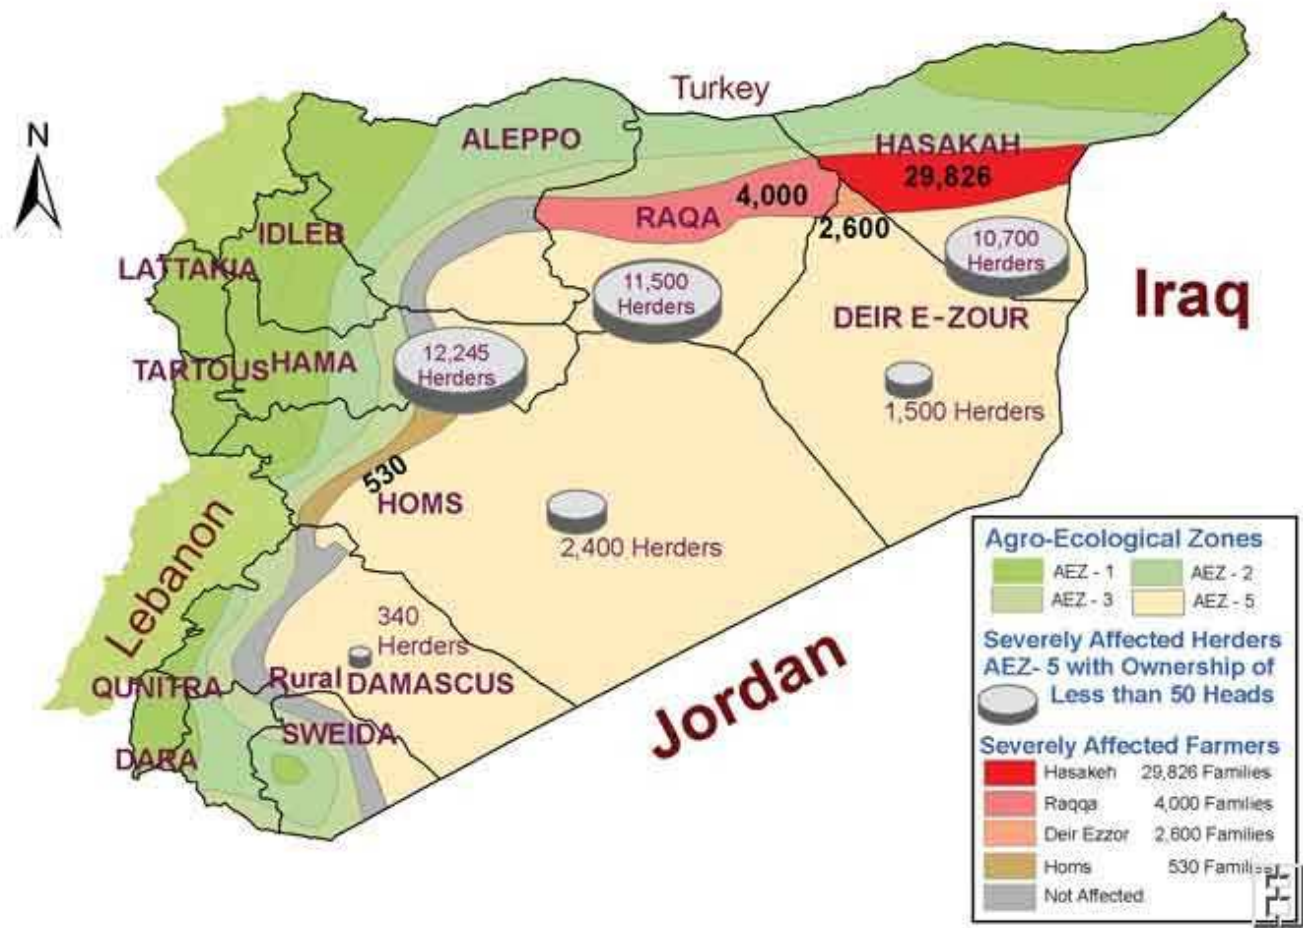 N
Turkey
ALEPPO
HASAKAH
29,826
4,000
RAQA
2,600
IDLEB
LATTAKIA
10,700
Herders
Iraq
11,500
Herders
DEIR E-ZOUR
TARTOUS
HAMA
12,245
Herders
1,500 Herders
530
HOMS
2,400 Herders
Lebanon
340
Herders
QUNITRA
Rural DAMASCUS
SWEIDA
DARA
Jordan
Agro-Ecological Zones
AEZ - 1
AEZ - 2
AEZ - 3
AEZ - 5
Severely Affected Herders
AEZ- 5 with Ownership of
Less than 50 Heads
Severely Affected Farmers
Hasakeh 29,826 Families
Raqqa 4,000 Families
Deir Ezzor 2,600 Families
Homs 530 Families
Not Affected